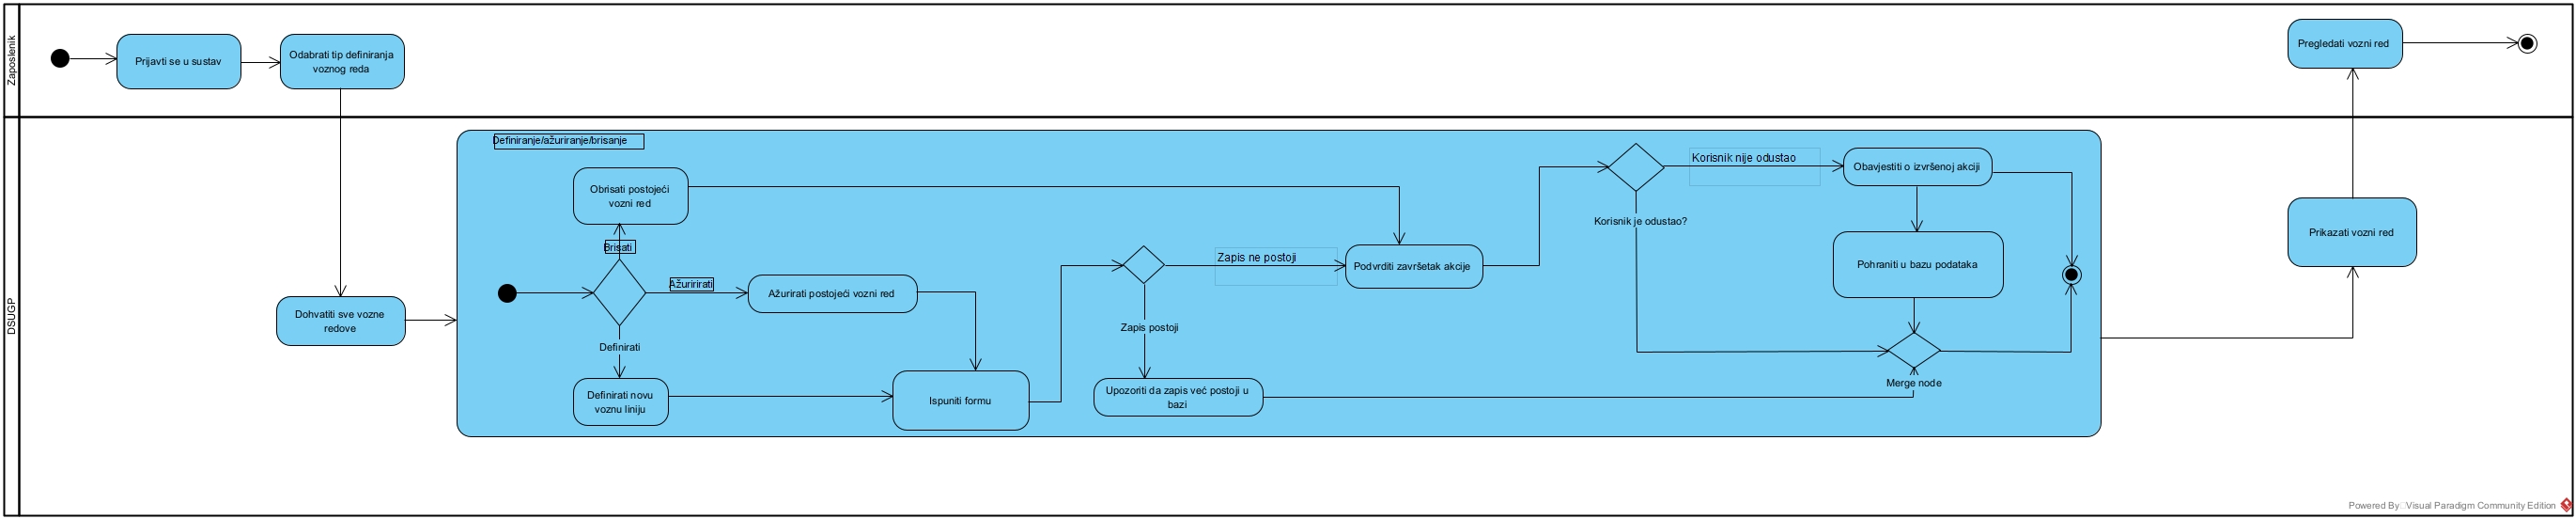 Zaposlenik
Prijavti se u sustav
Odabrati tip definiranja
voznog reda
Pregledati vozni red
DSUGP
Dohvatiti sve vozne
redove
Definiranje/ažuriranje/brisanje
Obrisati postojeći
vozni red
Brisati
Ažuririrati
Ažurirati postojeći vozni red
Definirati
Definirati novu
voznu liniju
Ispuniti formu
Zapis ne postoji
Zapis postoji
Upozoriti da zapis već postoji u
bazi
Podvrditi završetak akcije
Korisnik nije odustao
Korisnik je odustao?
Obavjestiti o izvršenoj akciji
Pohraniti u bazu podataka
Merge node
Prikazati vozni red
Powered By Visual Paradigm Community Edition